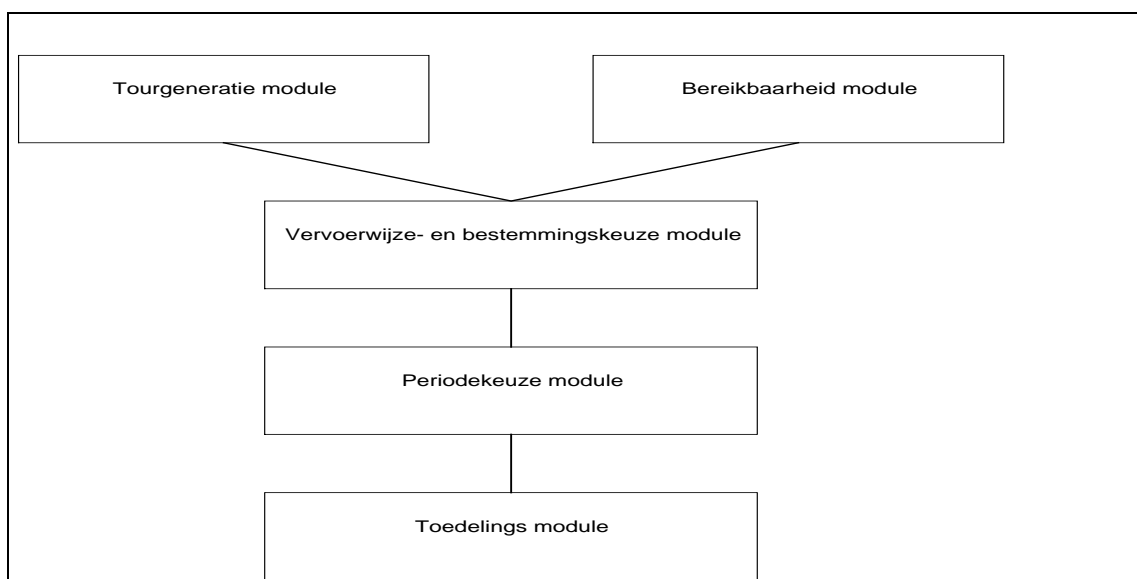 Tourgeneratie module
Bereikbaarheid module
Vervoerwijze- en bestemmingskeuze module
Periodekeuze module
Toedelings module